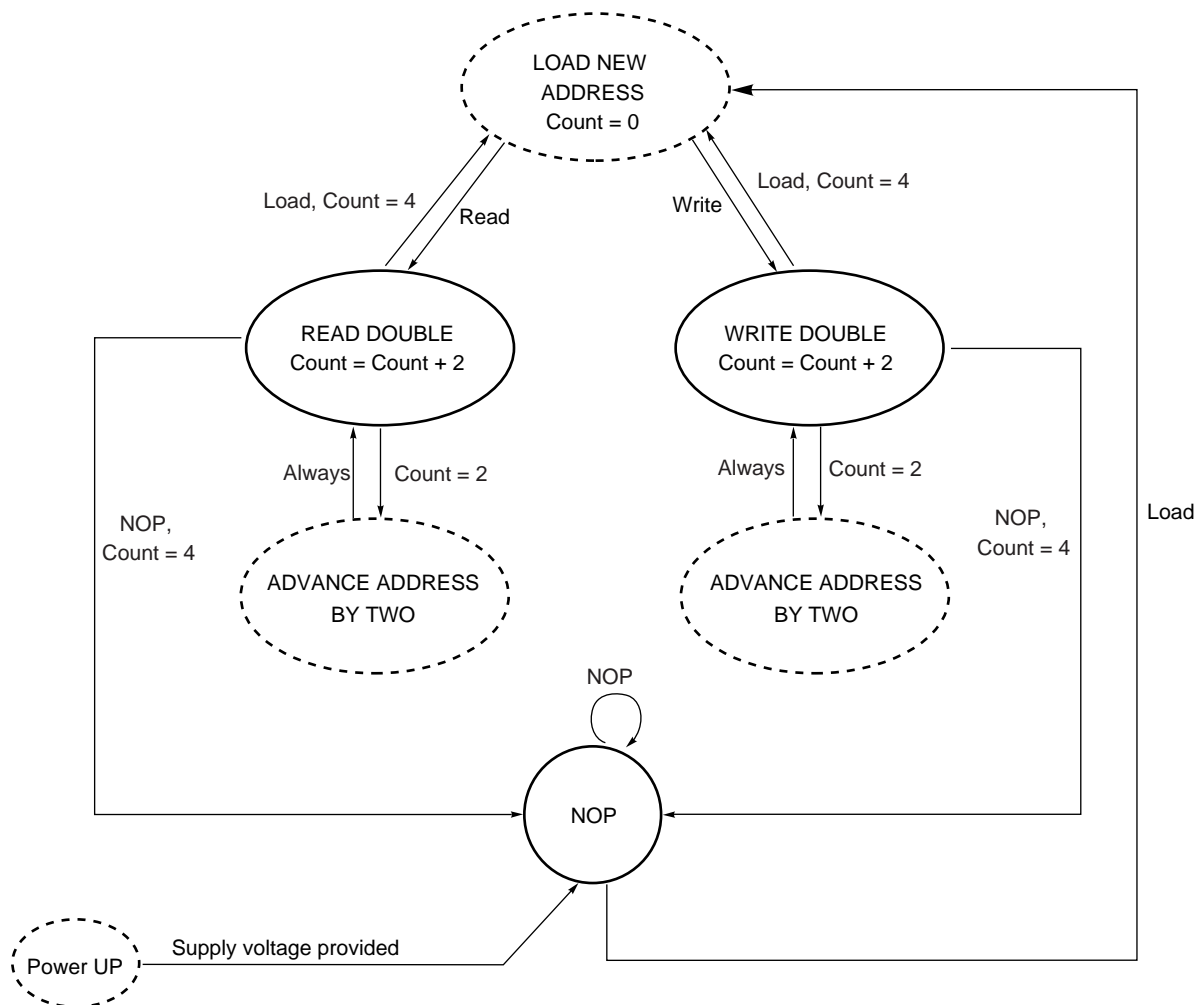 LOAD NEW
ADDRESS
Count = 0
Load, Count = 4
Read
Write
Load, Count = 4
READ DOUBLE
Count = Count + 2
WRITE DOUBLE
Count = Count + 2
Always
Count = 2
Always
Count = 2
NOP,
Count = 4
NOP,
Count = 4
Load
ADVANCE ADDRESS
BY TWO
ADVANCE ADDRESS
BY TWO
NOP
NOP
Supply voltage provided
Power UP